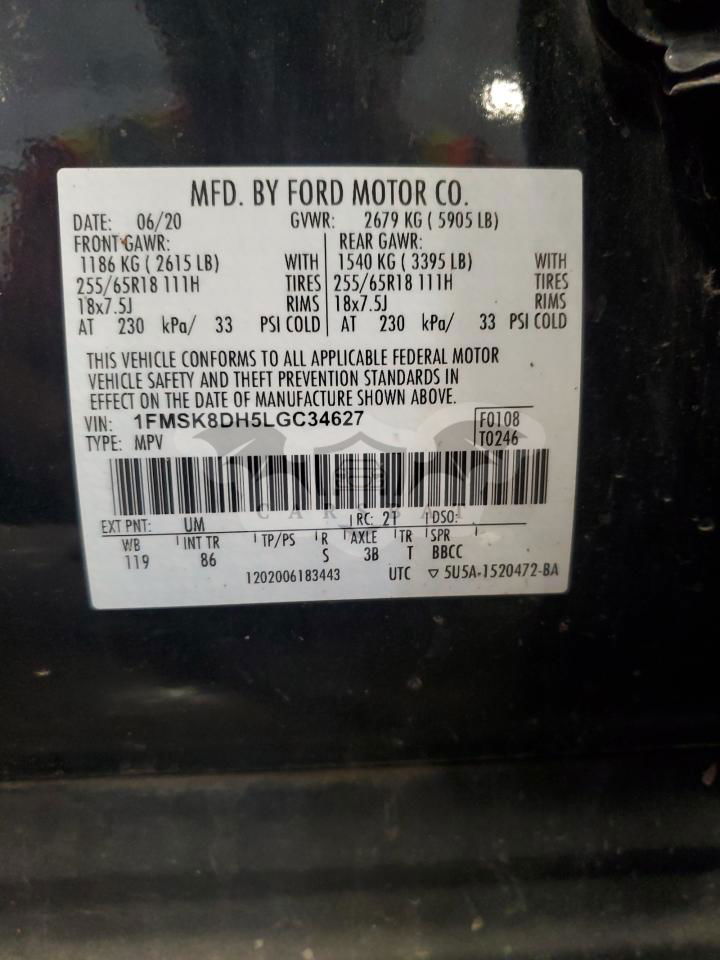 MFD. BY FORD MOTOR CO.
DATE: 06/20 GVWR: 2679 KG ( 5905 LB)
FRONT GAWR: REAR GAWR:
1186 KG ( 2615 LB) WITH 1540 KG ( 3395 LB) WITH
255/65R18 111H TIRES 255/65R18 111H TIRES
18x7.5J RIMS 18x7.5J RIMS
AT 230 kPa/ 33 PSI COLD AT 230 kPa/ 33 PSI COLD
THIS VEHICLE CONFORMS TO ALL APPLICABLE FEDERAL MOTOR
VEHICLE SAFETY AND THEFT PREVENTION STANDARDS IN
EFFECT ON THE DATE OF MANUFACTURE SHOWN ABOVE.
VIN: 1FMSK8DH5LGC34627 F0108
TYPE: MPV T0246
EXT PNT: UM RC: 21 DSO:
WB INT TR TP/PS R AXLE TR SPR
119 86 S 3B T BBCC
1202006183443 UTC ▽ 5U5A-1520472-BA